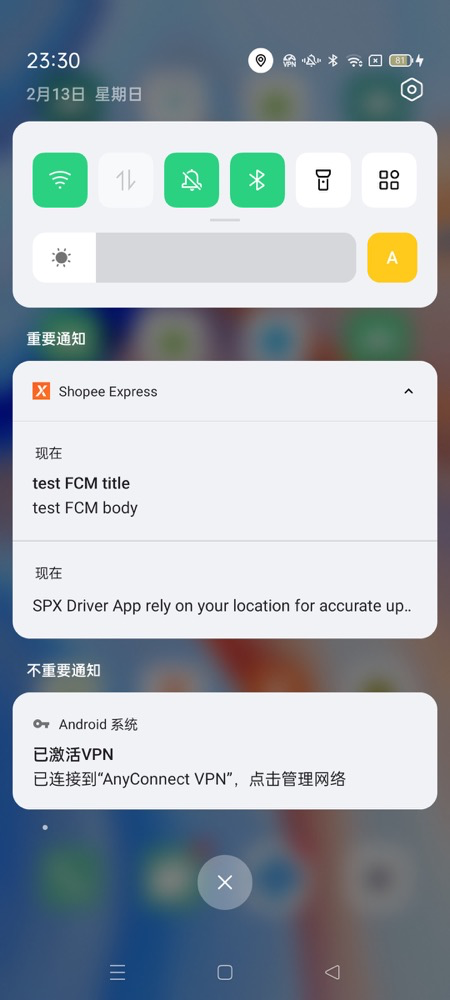 23:30
VPN
81
2月13日 星期日
A
重要通知
X Shopee Express
现在
test FCM title
test FCM body
现在
SPX Driver App rely on your location for accurate up..
不重要通知
Android 系统
已激活VPN
已连接到“AnyConnect VPN”，点击管理网络